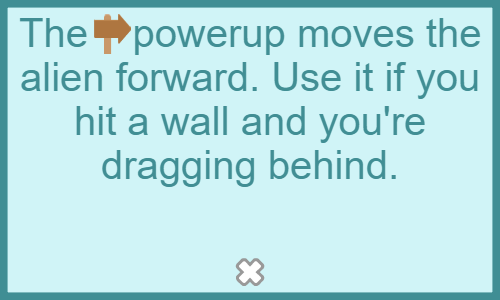 The powerup moves the
alien forward. Use it if you
hit a wall and you're
dragging behind.